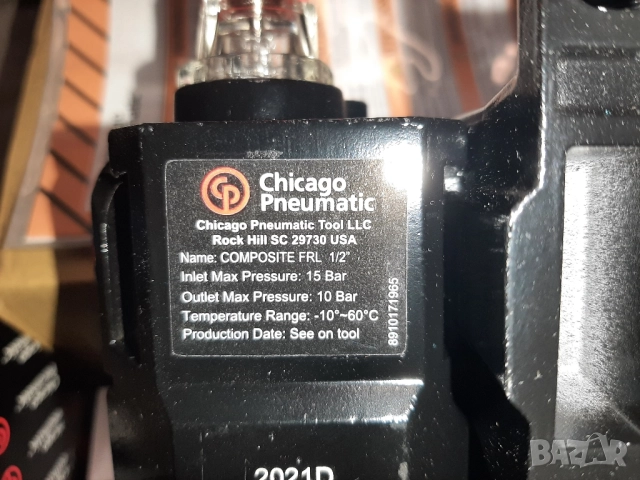 CP
Chicago
Pneumatic
Chicago Pneumatic Tool LLC
Rock Hill SC 29730 USA
Name: COMPOSITE FRL 1/2"
Inlet Max Pressure: 15 Bar
Outlet Max Pressure: 10 Bar
Temperature Range: -10°~60°C
Production Date: See on tool
8910171965
2021D
BAZAR